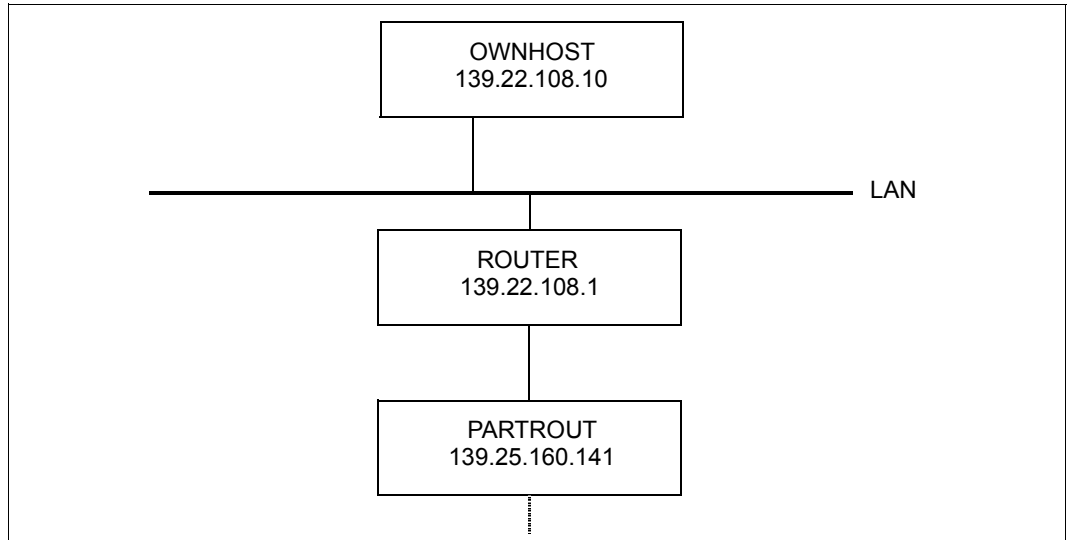 OWNHOST
139.22.108.10
LAN
ROUTER
139.22.108.1
PARTROUT
139.25.160.141